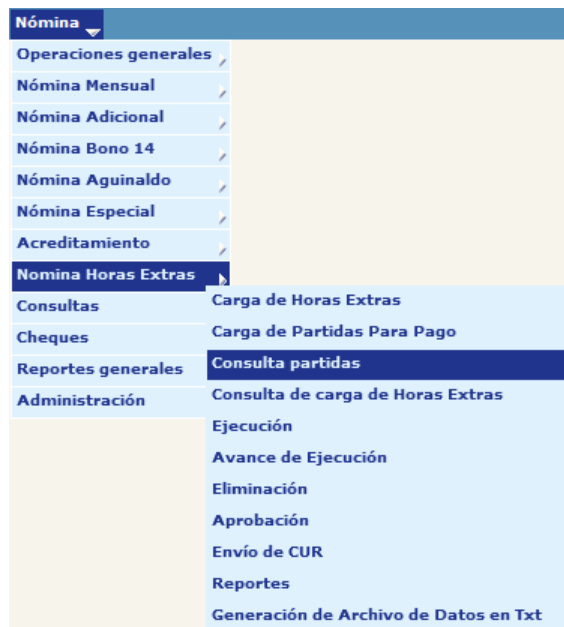 Nómina
Operaciones generales
Nómina Mensual
Nómina Adicional
Nómina Bono 14
Nómina Aguinaldo
Nómina Especial
Acreditamiento
Nomina Horas Extras
Consultas
Cheques
Reportes generales
Administración
Carga de Horas Extras
Carga de Partidas Para Pago
Consulta partidas
Consulta de carga de Horas Extras
Ejecución
Avance de Ejecución
Eliminación
Aprobación
Envío de CUR
Reportes
Generación de Archivo de Datos en Txt